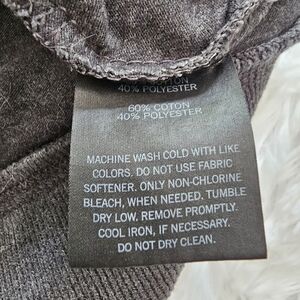 40% POLYESTER
60% COTON
40% POLYESTER
MACHINE WASH COLD WITH LIKE
COLORS. DO NOT USE FABRIC
SOFTENER. ONLY NON-CHLORINE
BLEACH, WHEN NEEDED. TUMBLE
DRY LOW. REMOVE PROMPTLY.
COOL IRON, IF NECESSARY.
DO NOT DRY CLEAN.